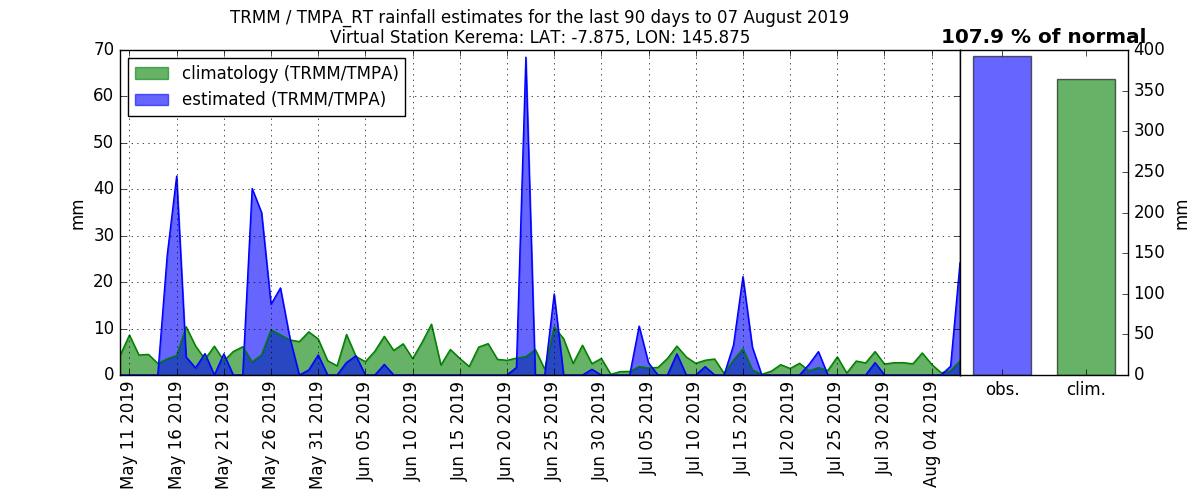 TRMM / TMPA_RT rainfall estimates for the last 90 days to 07 August 2019
Virtual Station Kerema: LAT: -7.875, LON: 145.875
107.9 % of normal
climatology (TRMM/TMPA)
estimated (TRMM/TMPA)
70
60
50
40
30
20
10
0
mm
May 11 2019
May 16 2019
May 21 2019
May 26 2019
May 31 2019
Jun 05 2019
Jun 10 2019
Jun 15 2019
Jun 20 2019
Jun 25 2019
Jun 30 2019
Jul 05 2019
Jul 10 2019
Jul 15 2019
Jul 20 2019
Jul 25 2019
Jul 30 2019
Aug 04 2019
obs.
clim.
400
350
300
250
200
150
100
50
0
mm